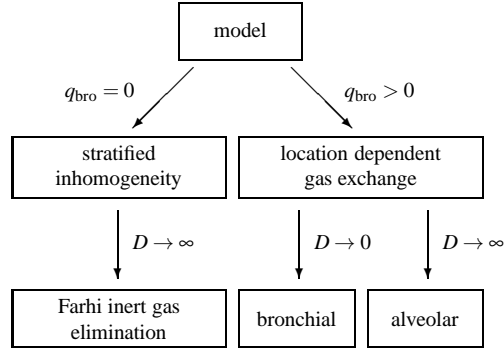 model
q_bro = 0
q_bro > 0
stratified
inhomogeneity
location dependent
gas exchange
D → ∞
D → 0
D → ∞
Farhi inert gas
elimination
bronchial
alveolar